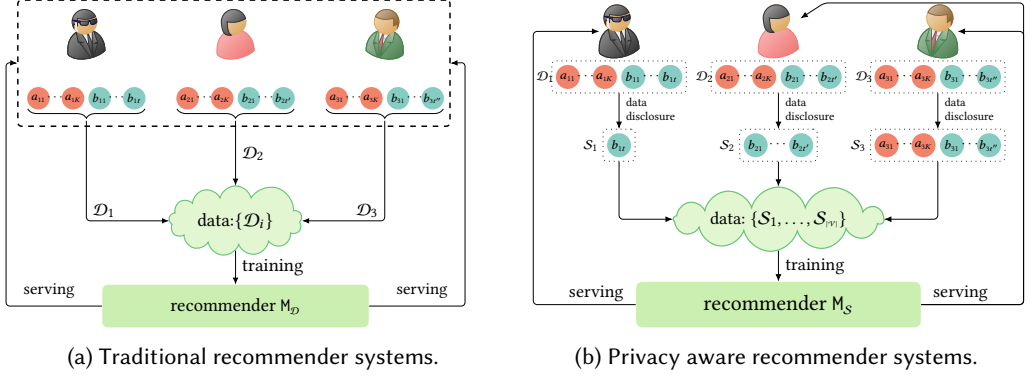 a₁₁ ··· a₁K b₁₁ ··· b₁t a₂₁ ··· a₂K b₂₁ ··· b₂t′ a₃₁ ··· a₃K b₃₁ ··· b₃t″
𝒟₂
𝒟₁ data:{𝒟ᵢ} 𝒟₃
training
serving serving
recommender M_𝒟
(a) Traditional recommender systems.
𝒟₁ a₁₁ ··· a₁K b₁₁ ··· b₁t 𝒟₂ a₂₁ ··· a₂K b₂₁ ··· b₂t′ 𝒟₃ a₃₁ ··· a₃K b₃₁ ··· b₃t″
data data data
disclosure disclosure disclosure
𝒮₁ b₁t 𝒮₂ b₂₁ ··· b₂t′ 𝒮₃ a₃₁ ··· a₃K b₃₁ ··· b₃t″
data: {𝒮₁, . . . , 𝒮_|𝒱|}
training
serving serving
recommender M_𝒮
(b) Privacy aware recommender systems.